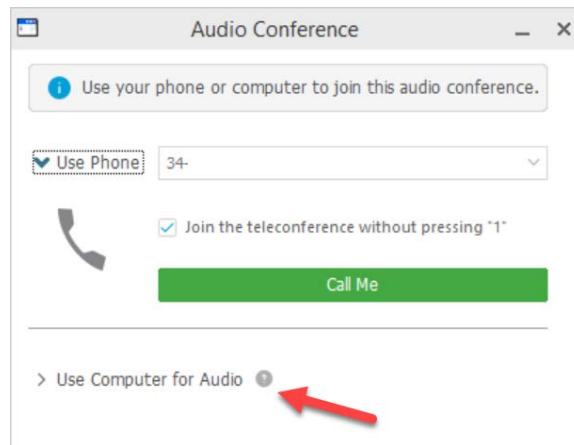 Audio Conference
Use your phone or computer to join this audio conference.
Use Phone
34-
Join the teleconference without pressing "1"
Call Me
Use Computer for Audio ?